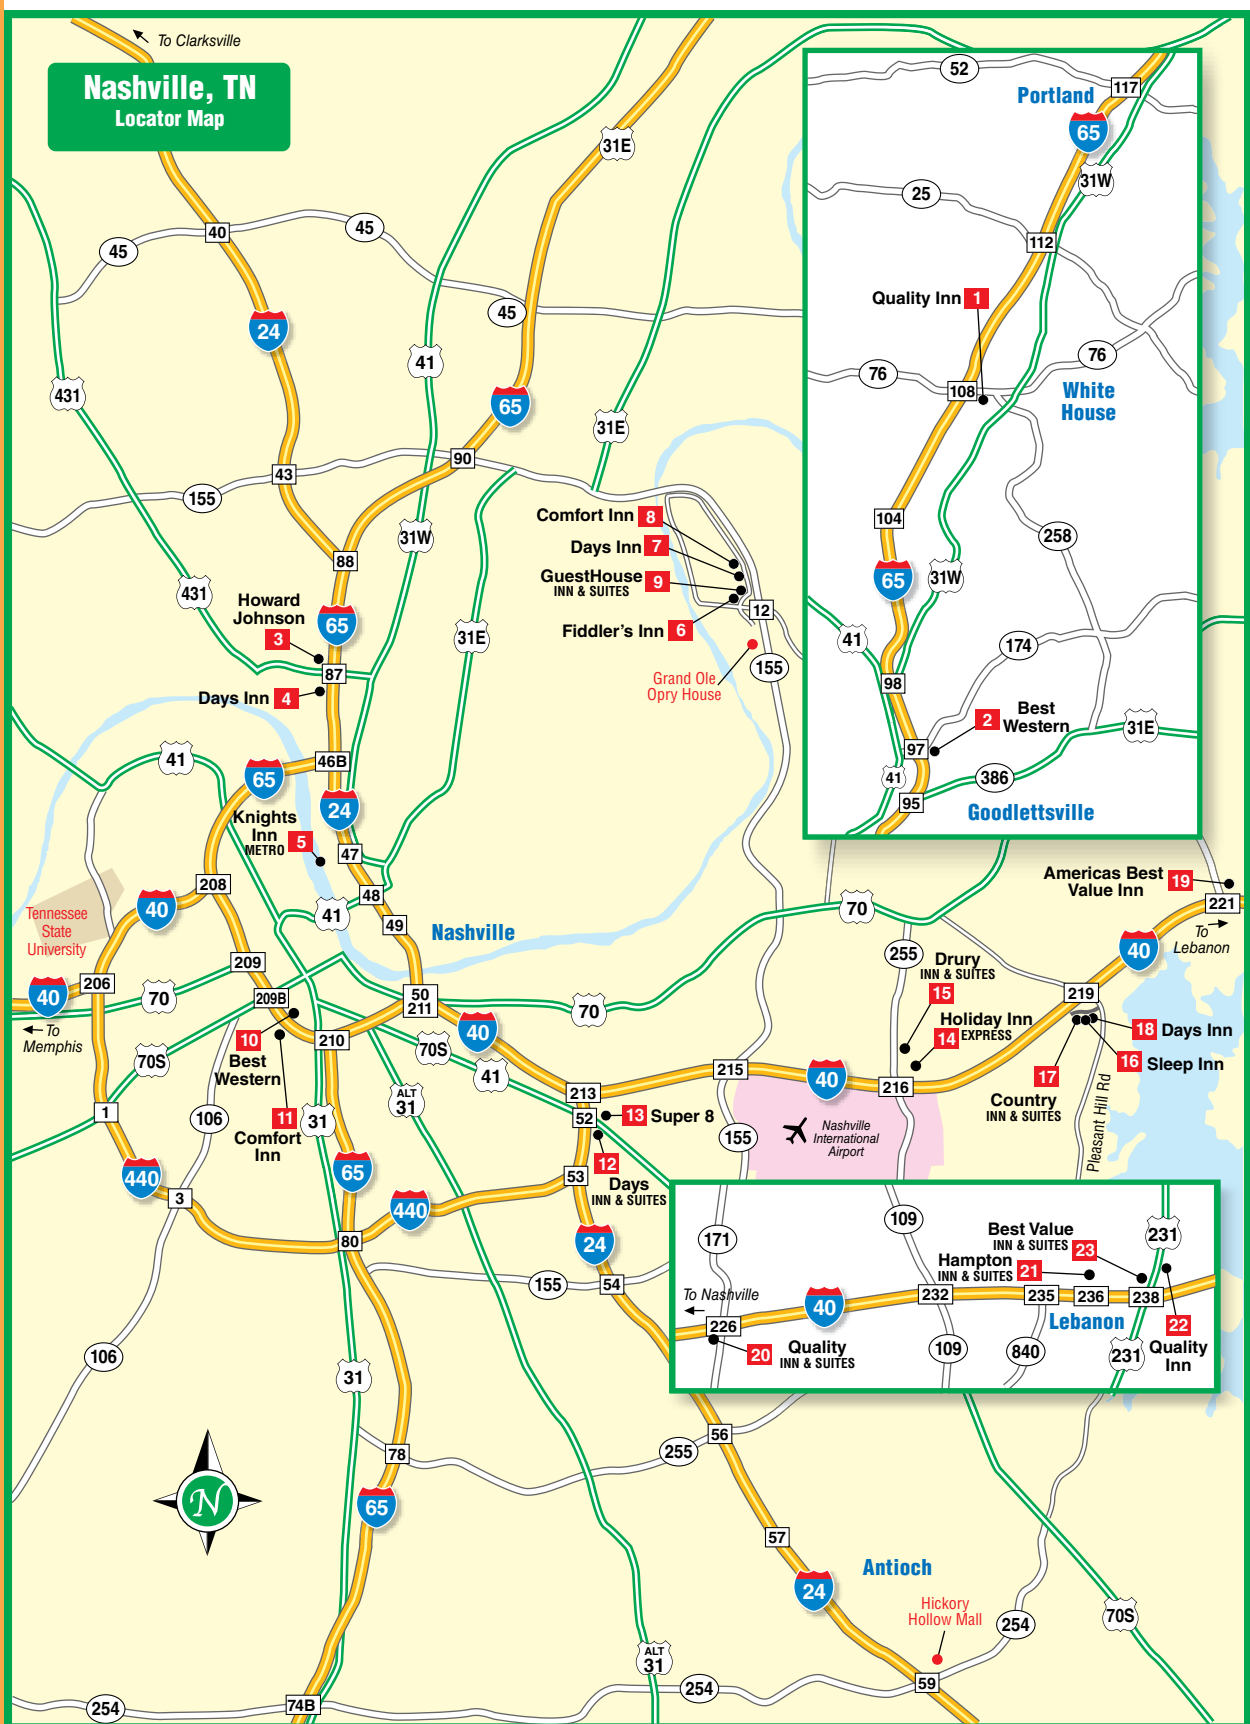 To Clarksville
Nashville, TN
Locator Map
31E
45
40
45
24
45
41
431
65
31E
90
43
155
31W
88
431
65
31E
Howard
Johnson
3
87
Days Inn 4
Comfort Inn 8
Days Inn 7
GuestHouse 9
INN & SUITES
12
Fiddler's Inn 6
155
Grand Ole
Opry House
52
117
Portland
65
31W
25
112
Quality Inn 1
76
76
108
White
House
104
258
65
31W
41
174
98
Best
Western
2
31E
97
41
386
95
Goodlettsville
41
46B
65
24
Knights
Inn
METRO
5
47
208
48
40
41
49
Tennessee
State
University
Nashville
209
206
40
70
209B
50
211
70
To
Memphis
10
Best
Western
210
40
70S
70S
41
1
106
11
Comfort
Inn
31
ALT
31
213
52
13 Super 8
12
Days
INN & SUITES
53
440
65
3
440
80
24
155
54
215
40
216
155
Nashville
International
Airport
70
255
Drury
INN & SUITES
15
Holiday Inn
14 EXPRESS
Americas Best
Value Inn
19
221
To
Lebanon
40
219
18 Days Inn
16 Sleep Inn
17
Country
INN & SUITES
Pleasant Hill Rd
171
109
Best Value
INN & SUITES
23
231
Hampton
INN & SUITES
21
To Nashville
40
232
235
236
238
226
Lebanon
20 Quality
INN & SUITES
109
840
231
22
Quality
Inn
106
31
56
255
78
N
65
57
Antioch
24
Hickory
Hollow Mall
254
70S
ALT
31
59
254
74B
254